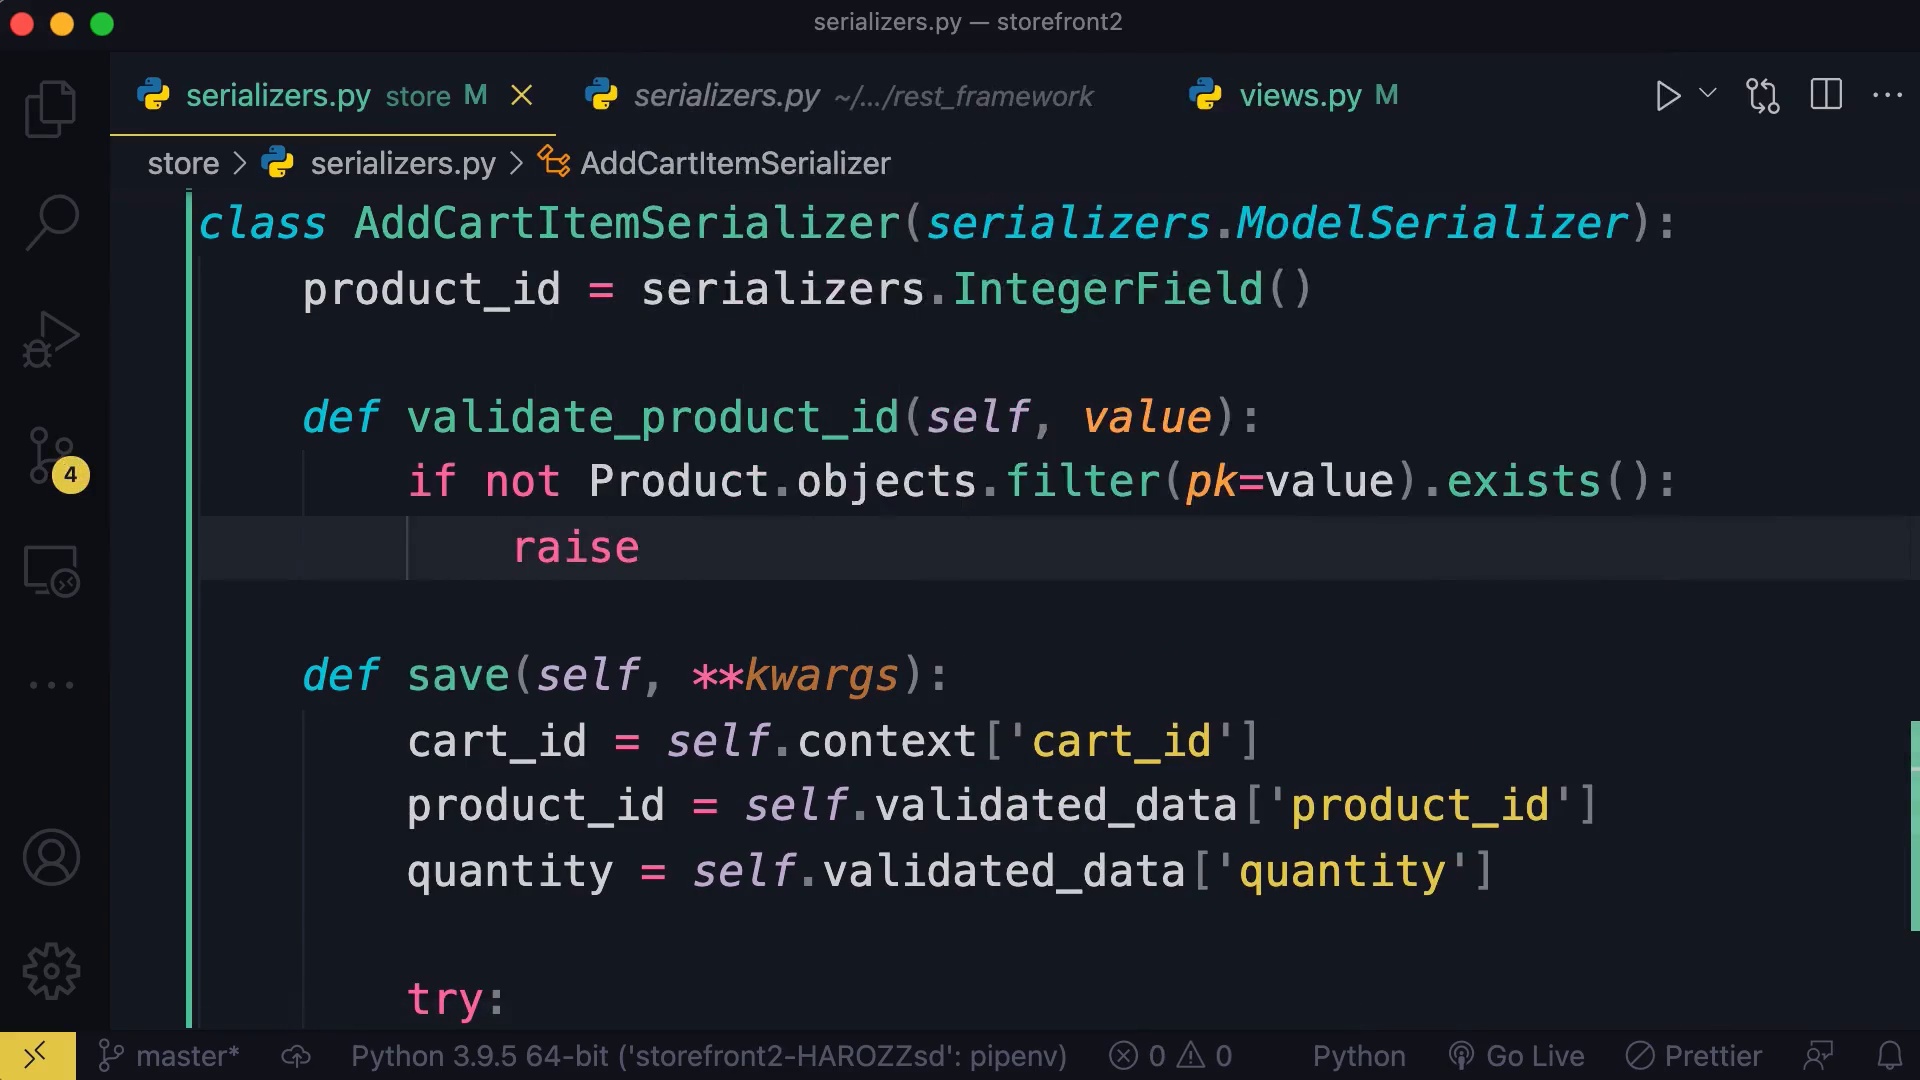 serializers.py — storefront2
serializers.py store M
serializers.py ~/.../rest_framework
views.py M
store > serializers.py > AddCartItemSerializer
class AddCartItemSerializer(serializers.ModelSerializer):
product_id = serializers.IntegerField()
def validate_product_id(self, value):
if not Product.objects.filter(pk=value).exists():
raise
def save(self, **kwargs):
cart_id = self.context['cart_id']
product_id = self.validated_data['product_id']
quantity = self.validated_data['quantity']
try:
4
master* Python 3.9.5 64-bit ('storefront2-HAROZZsd': pipenv) 0 0 Python Go Live Prettier